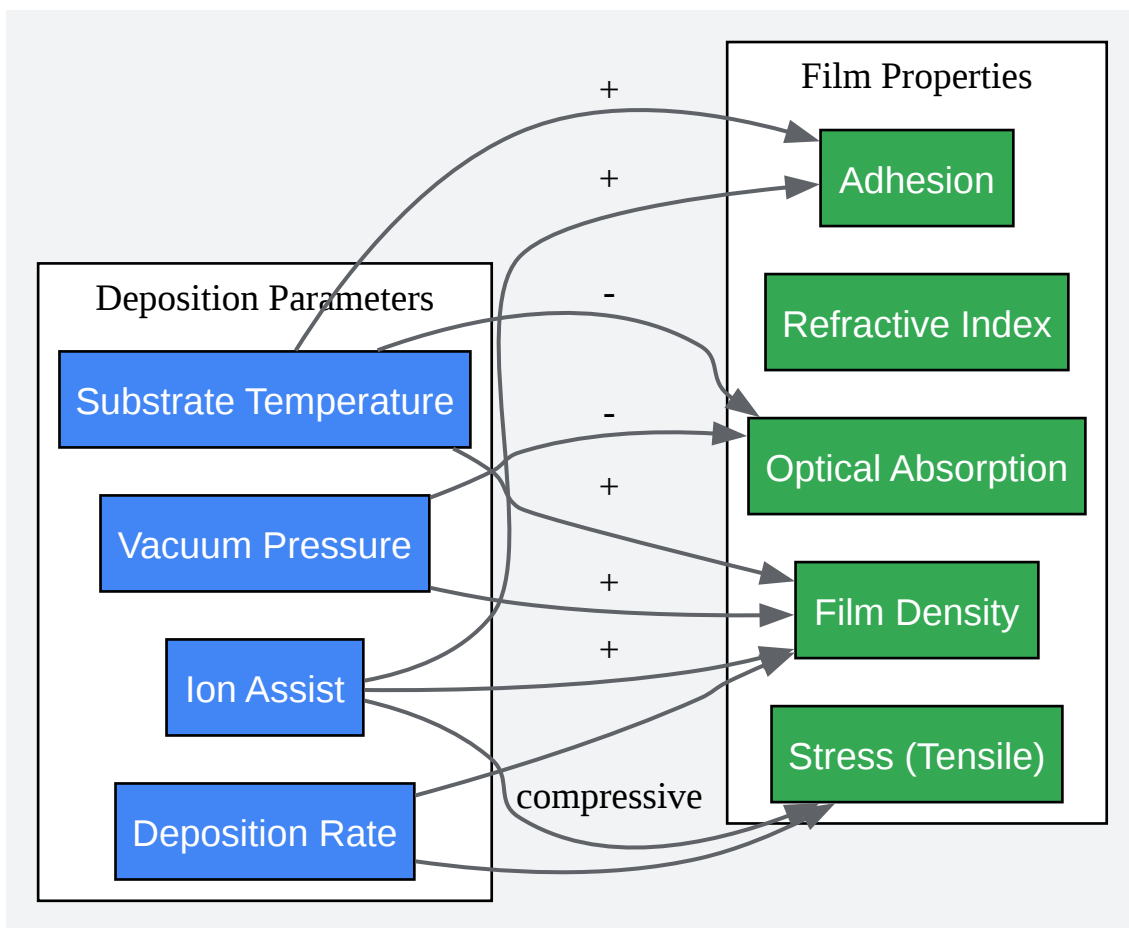 Film Properties
+
Adhesion
+
Deposition Parameters
-
Refractive Index
Substrate Temperature
-
Optical Absorption
+
Vacuum Pressure
+
Film Density
+
Ion Assist
Stress (Tensile)
compressive
Deposition Rate